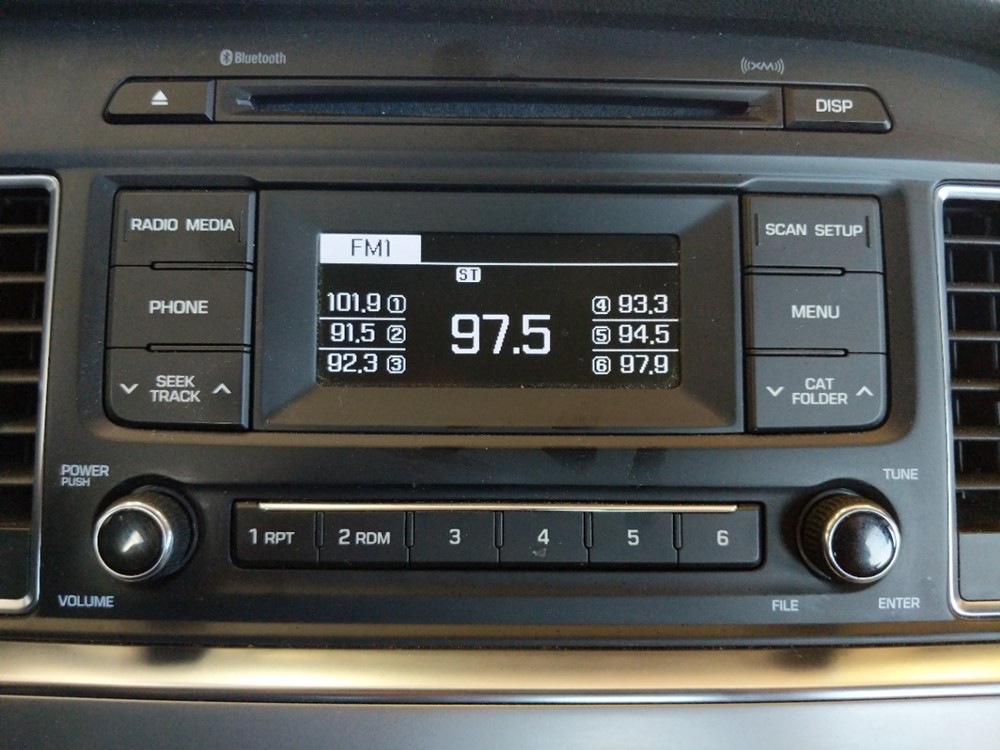 Bluetooth
((XM))
DISP
RADIO MEDIA
SCAN SETUP
FM1
ST
PHONE
MENU
101.9 1
91.5 2
92.3 3
97.5
4 93.3
5 94.5
6 97.9
SEEK
TRACK
CAT
FOLDER
POWER
PUSH
TUNE
1 RPT
2 RDM
3
4
5
6
VOLUME
FILE
ENTER